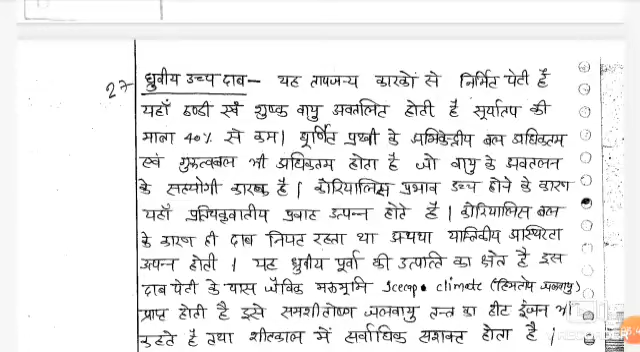 27 ध्रुवीय उच्च दाब – यह तापजन्य कारकों से निर्मित पेटी है
यहाँ ठण्डी एवं शुष्क वायु अवतलित होती है सूर्यातप की
मात्रा 40% से कम। घूर्णित पृथ्वी के अभिकेन्द्रीय बल अधिकतम
एवं गुरुत्वबल भी अधिकतम होता है जो वायु के अवतलन
के सहयोगी कारक है। कोरियालिस प्रभाव उच्च होने के कारण
यहाँ प्रतिचक्रवातीय प्रवाह उत्पन्न होते है। कोरियालिस बल
के कारण ही दाब नियत रहता था अन्यथा यान्त्रिकीय अस्थिरता
उत्पन्न होती। यह ध्रुवीय पूर्वा की उत्पत्ति का क्षेत्र है इस
दाब पेटी के पास जैविक मरुभूमि climate (हिमटोप जलवायु)
प्राप्त होती है इसे समशीतोष्ण जलवायु तन्त्र का हीट इंजन भी
कहते है तथा शीतकाल में सर्वाधिक सशक्त होता है।